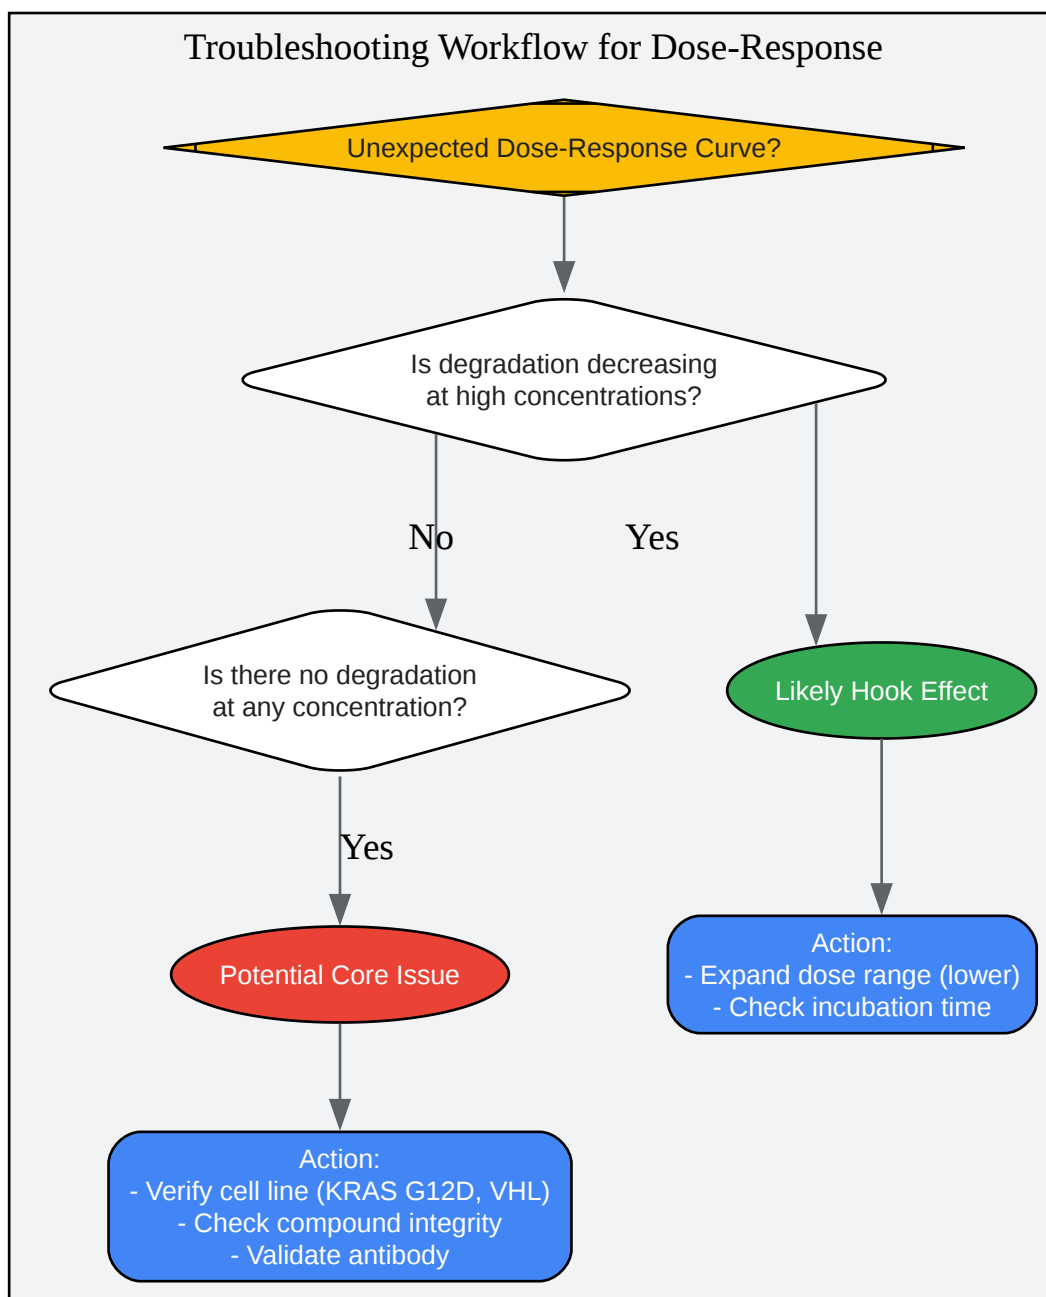 Troubleshooting Workflow for Dose-Response
Unexpected Dose-Response Curve?
Is degradation decreasing
at high concentrations?
No
Yes
Is there no degradation
at any concentration?
Likely Hook Effect
Yes
Potential Core Issue
Action:
- Expand dose range (lower)
- Check incubation time
Action:
- Verify cell line (KRAS G12D, VHL)
- Check compound integrity
- Validate antibody